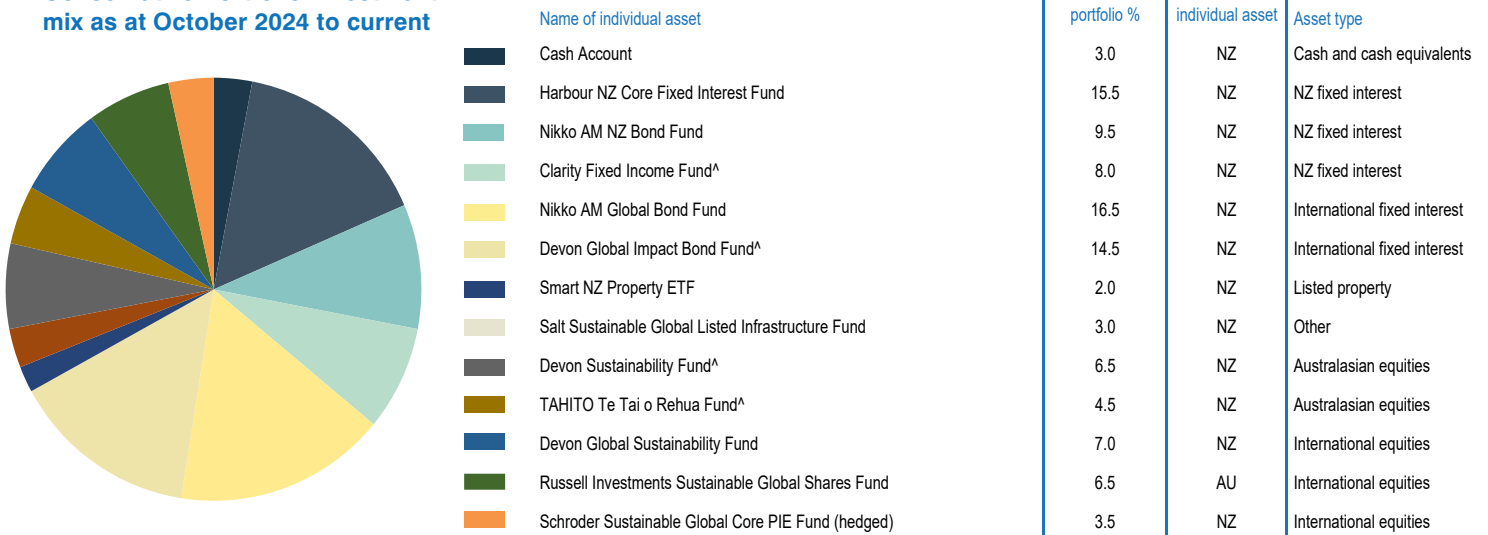 mix as at October 2024 to current
Name of individual asset portfolio % individual asset Asset type
Cash Account 3.0 NZ Cash and cash equivalents
Harbour NZ Core Fixed Interest Fund 15.5 NZ NZ fixed interest
Nikko AM NZ Bond Fund 9.5 NZ NZ fixed interest
Clarity Fixed Income Fund^ 8.0 NZ NZ fixed interest
Nikko AM Global Bond Fund 16.5 NZ International fixed interest
Devon Global Impact Bond Fund^ 14.5 NZ International fixed interest
Smart NZ Property ETF 2.0 NZ Listed property
Salt Sustainable Global Listed Infrastructure Fund 3.0 NZ Other
Devon Sustainability Fund^ 6.5 NZ Australasian equities
TAHITO Te Tai o Rehua Fund^ 4.5 NZ Australasian equities
Devon Global Sustainability Fund 7.0 NZ International equities
Russell Investments Sustainable Global Shares Fund 6.5 AU International equities
Schroder Sustainable Global Core PIE Fund (hedged) 3.5 NZ International equities